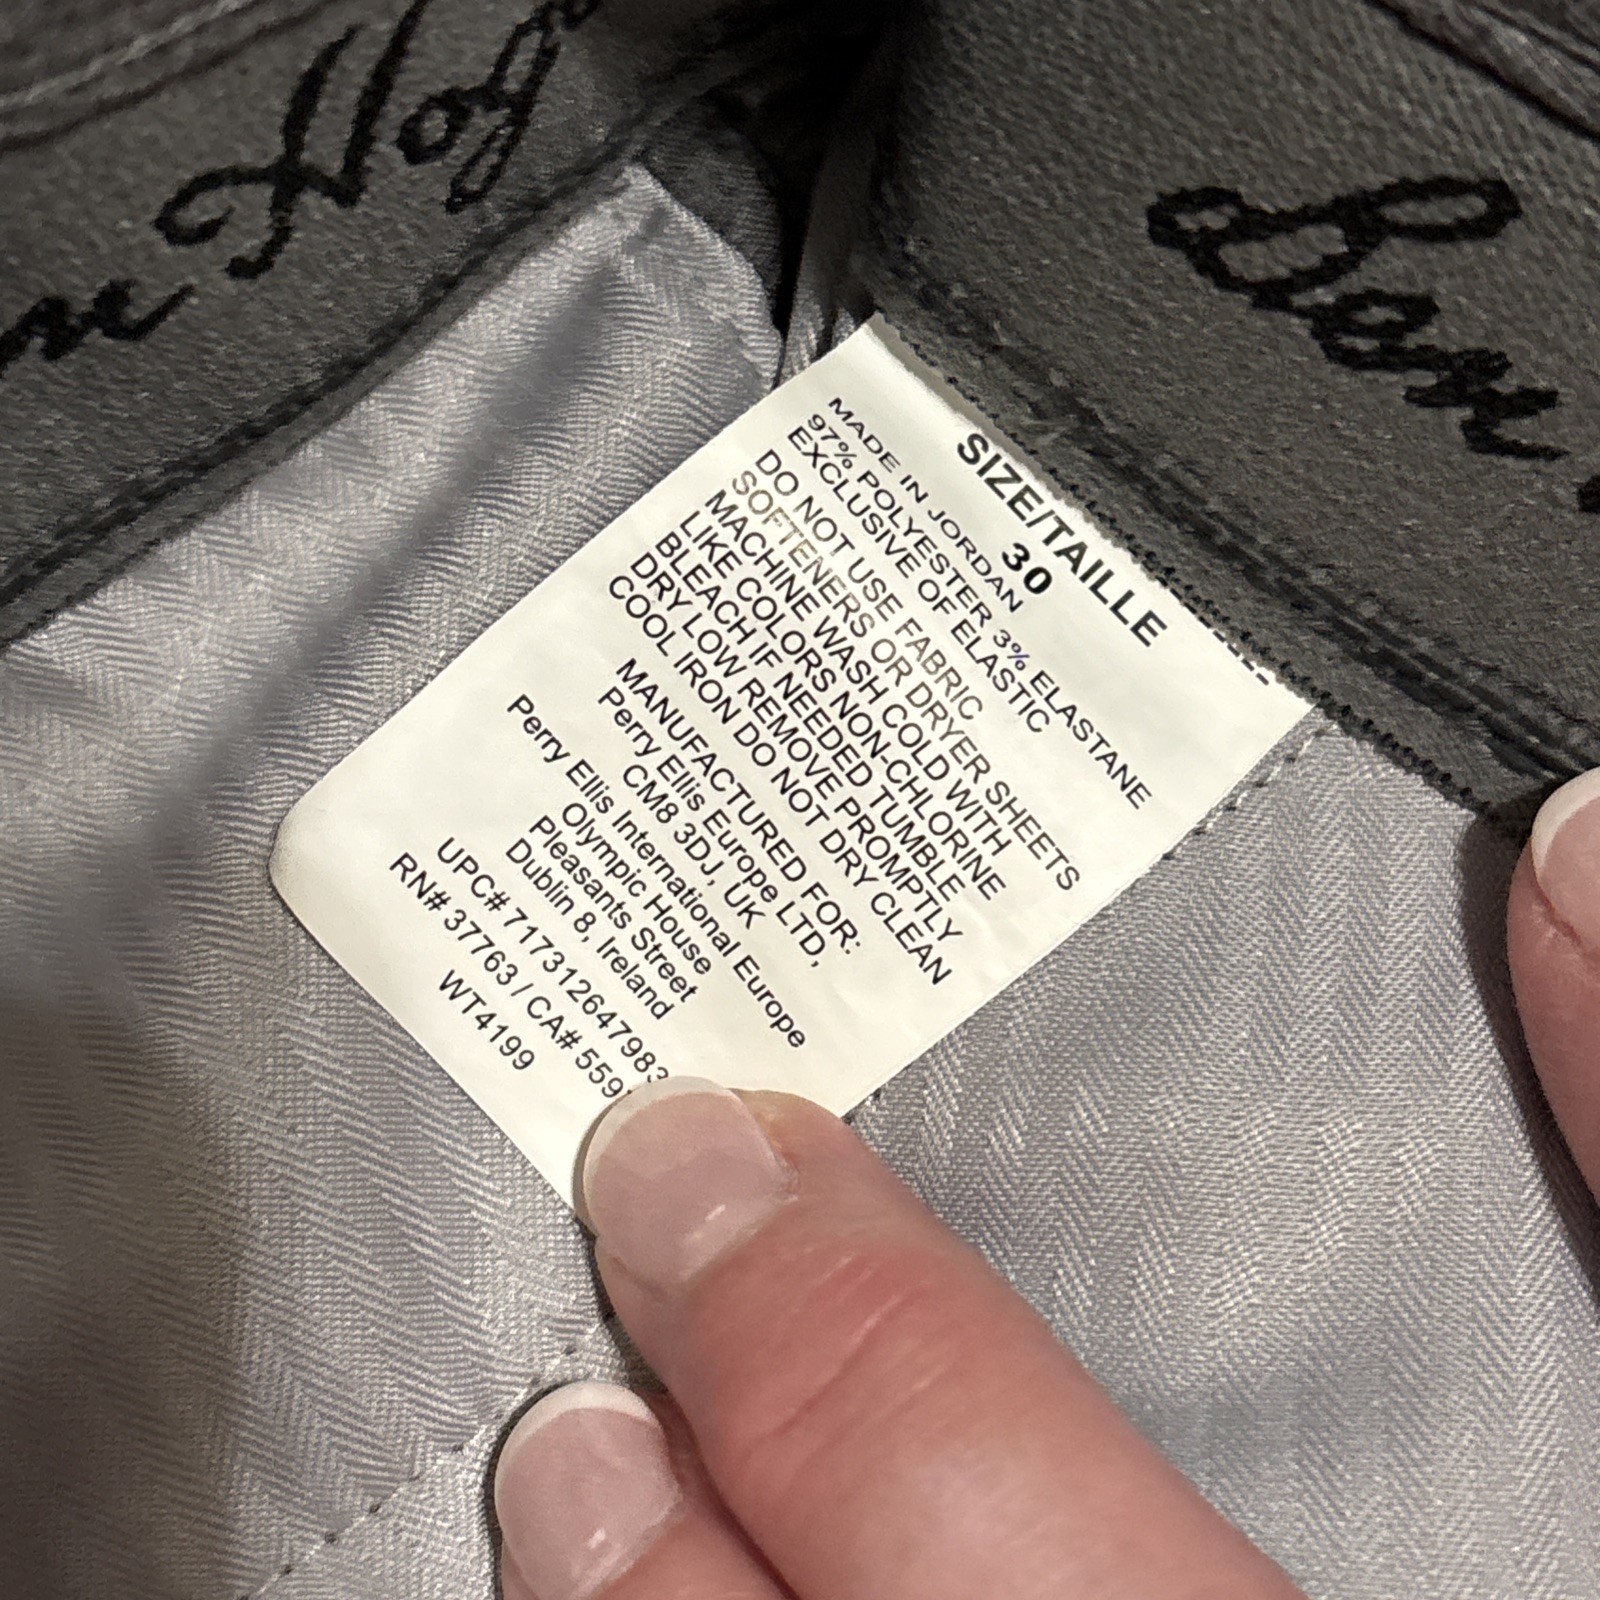 n Hog
Ben
SIZE/TAILLE
30
MADE IN JORDAN
97% POLYESTER 3% ELASTANE
EXCLUSIVE OF ELASTIC
DO NOT USE FABRIC
SOFTENERS OR DRYER SHEETS
MACHINE WASH COLD WITH
LIKE COLORS NON-CHLORINE
BLEACH IF NEEDED TUMBLE
DRY LOW REMOVE PROMPTLY
COOL IRON DO NOT DRY CLEAN
MANUFACTURED FOR:
Perry Ellis Europe LTD,
CM8 3DJ, UK
Perry Ellis International Europe
Olympic House
Pleasants Street
Dublin 8, Ireland
UPC# 717312647983
RN# 37763 / CA# 559
WT4199